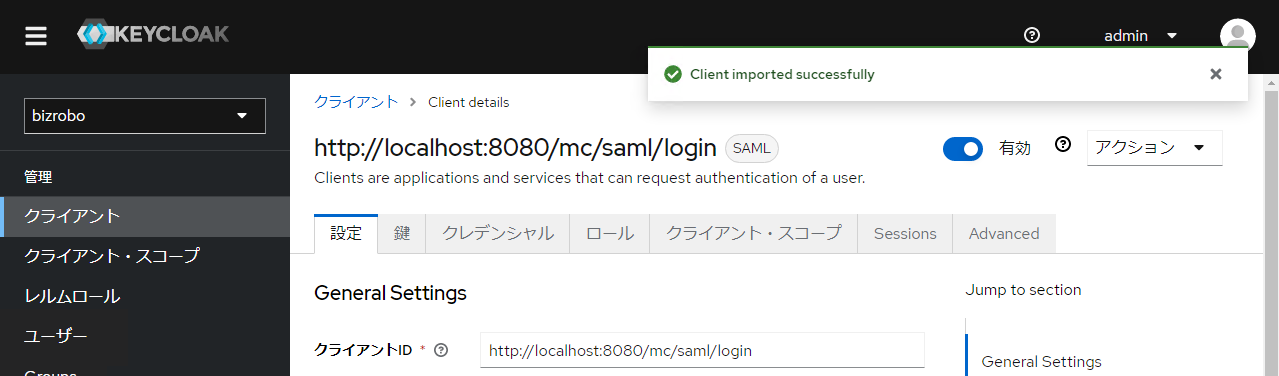 KEYCLOAK
admin
Client imported successfully
bizrobo
管理
クライアント
クライアント・スコープ
レルムロール
ユーザー
Groups
クライアント > Client details
http://localhost:8080/mc/saml/login SAML
有効
アクション
Clients are applications and services that can request authentication of a user.
設定 鍵 クレデンシャル ロール クライアント・スコープ Sessions Advanced
General Settings
クライアントID *
http://localhost:8080/mc/saml/login
Jump to section
General Settings